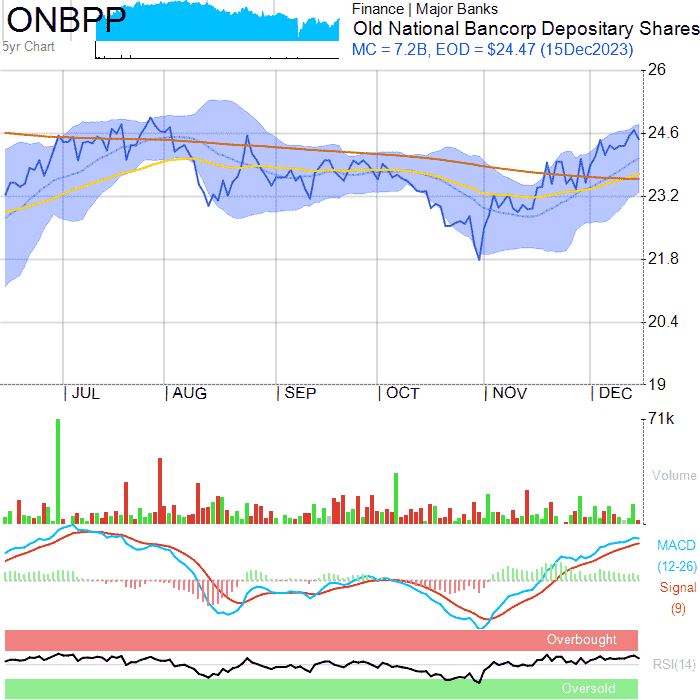 ONBPP
5yr Chart
Finance | Major Banks
Old National Bancorp Depositary Shares
MC = 7.2B, EOD = $24.47 (15Dec2023)
26
24.6
23.2
21.8
20.4
19
JUL AUG SEP OCT NOV DEC
71k
Volume
MACD
(12-26)
Signal
(9)
Overbought
RSI(14)
Oversold